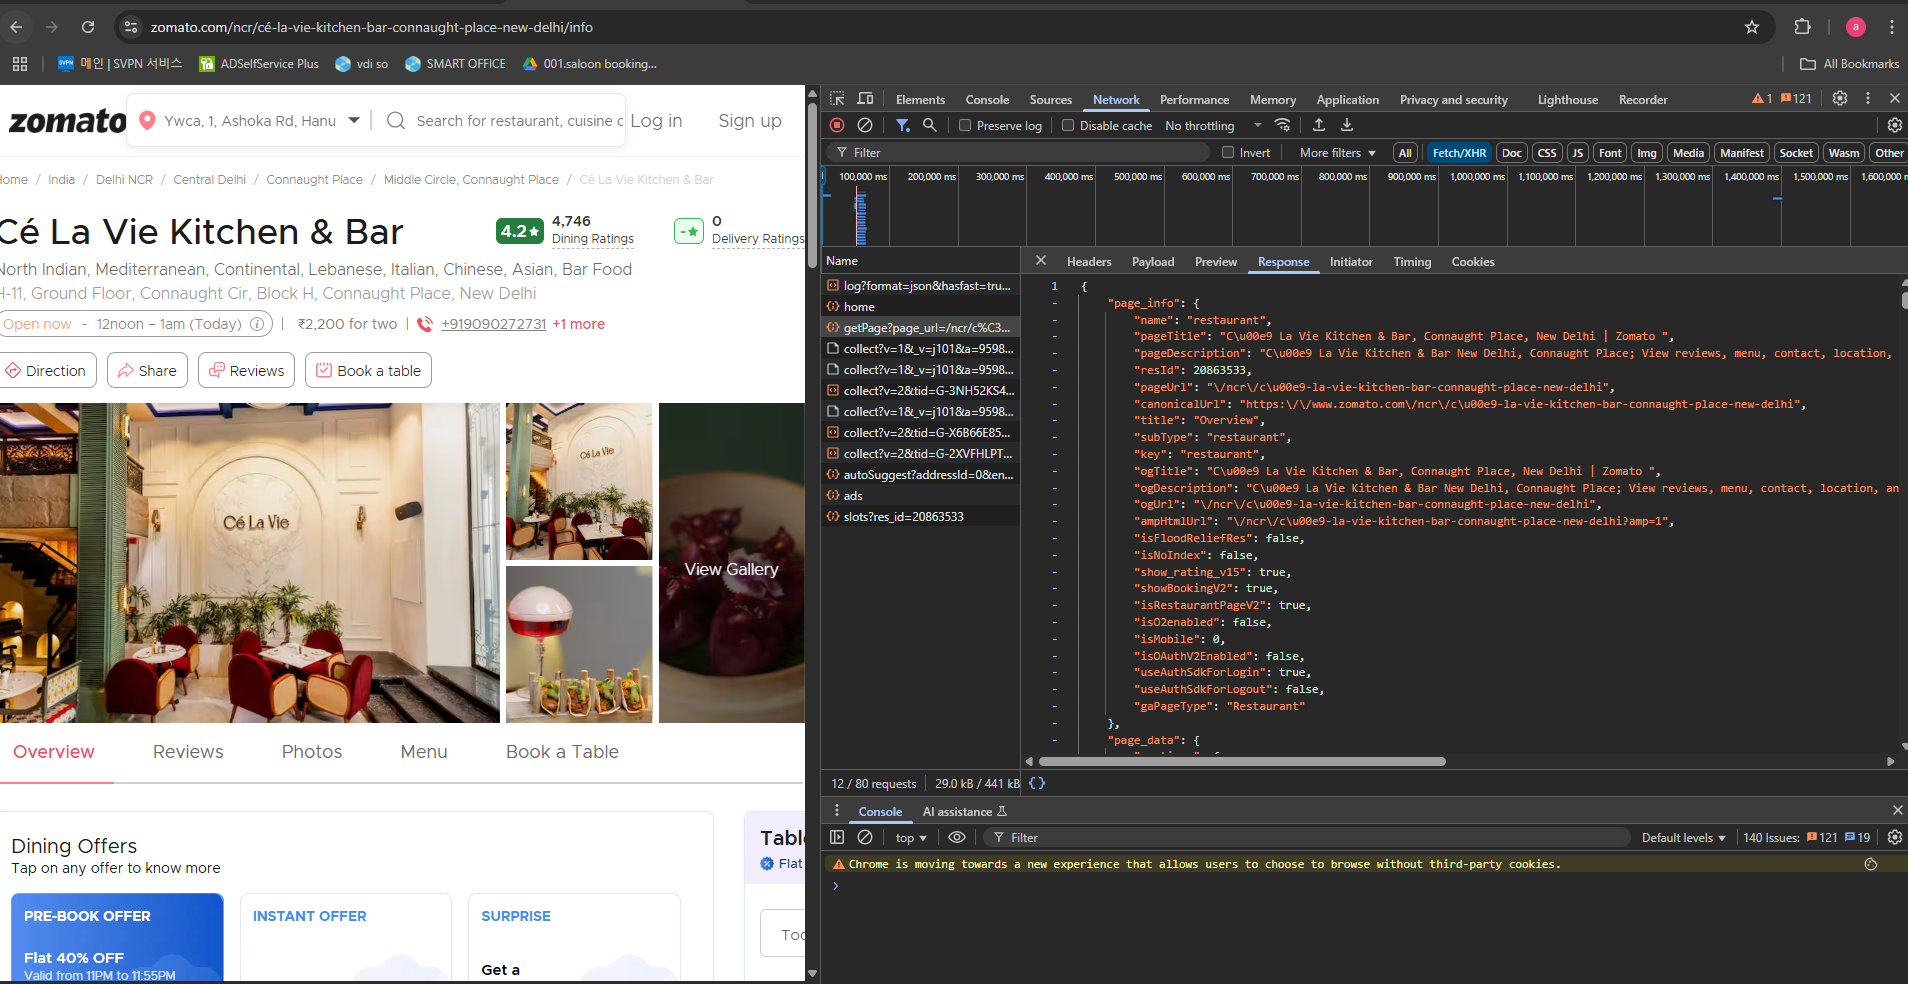 zomato.com/ncr/cé-la-vie-kitchen-bar-connaught-place-new-delhi/info
a
메인 | SVPN 서비스
ADSelfService Plus
vdi so
SMART OFFICE
001.saloon booking...
All Bookmarks
zomato
Ywca, 1, Ashoka Rd, Hanu
Search for restaurant, cuisine
Log in
Sign up
ome / India / Delhi NCR / Central Delhi / Connaught Place / Middle Circle, Connaught Place / Cé La Vie Kitchen & Bar
Cé La Vie Kitchen & Bar
4.2★
4,746
Dining Ratings
-★
0
Delivery Ratings
North Indian, Mediterranean, Continental, Lebanese, Italian, Chinese, Asian, Bar Food
H-11, Ground Floor, Connaught Cir, Block H, Connaught Place, New Delhi
Open now - 12noon – 1am (Today) | ₹2,200 for two | +919090272731 +1 more
Direction
Share
Reviews
Book a table
Cé La Vie
Cé La Vie
View Gallery
Overview
Reviews
Photos
Menu
Book a Table
Dining Offers
Tap on any offer to know more
PRE-BOOK OFFER
Flat 40% OFF
Valid from 11PM to 11:55PM
INSTANT OFFER
SURPRISE
Get a
Flat
Elements
Console
Sources
Network
Performance
Memory
Application
Privacy and security
Lighthouse
Recorder
1
121
Preserve log
Disable cache
No throttling
Filter
Invert
More filters
All
Fetch/XHR
Doc
CSS
JS
Font
Img
Media
Manifest
Socket
Wasm
Other
100,000 ms
200,000 ms
300,000 ms
400,000 ms
500,000 ms
600,000 ms
700,000 ms
800,000 ms
900,000 ms
1,000,000 ms
1,100,000 ms
1,200,000 ms
1,300,000 ms
1,400,000 ms
1,500,000 ms
1,600,000 m
Name
log?format=json&hasfast=tru...
home
getPage?page_url=/ncr/c%C3...
collect?v=1&_v=j101&a=9598...
collect?v=1&_v=j101&a=9598...
collect?v=2&tid=G-3NH52KS4...
collect?v=1&_v=j101&a=9598...
collect?v=2&tid=G-X6B66E85...
collect?v=2&tid=G-2XVFHLPT...
autoSuggest?addressId=0&en...
ads
slots?res_id=20863533
Headers
Payload
Preview
Response
Initiator
Timing
Cookies
1 {
- "page_info": {
- "name": "restaurant",
- "pageTitle": "C\u00e9 La Vie Kitchen & Bar, Connaught Place, New Delhi | Zomato ",
- "pageDescription": "C\u00e9 La Vie Kitchen & Bar New Delhi, Connaught Place; View reviews, menu, contact, location,
- "resId": 20863533,
- "pageUrl": "\/ncr\/c\u00e9-la-vie-kitchen-bar-connaught-place-new-delhi",
- "canonicalUrl": "https:\/\/www.zomato.com\/ncr\/c\u00e9-la-vie-kitchen-bar-connaught-place-new-delhi",
- "title": "Overview",
- "subType": "restaurant",
- "key": "restaurant",
- "ogTitle": "C\u00e9 La Vie Kitchen & Bar, Connaught Place, New Delhi | Zomato ",
- "ogDescription": "C\u00e9 La Vie Kitchen & Bar New Delhi, Connaught Place; View reviews, menu, contact, location, an
- "ogUrl": "\/ncr\/c\u00e9-la-vie-kitchen-bar-connaught-place-new-delhi",
- "ampHtmlUrl": "\/ncr\/c\u00e9-la-vie-kitchen-bar-connaught-place-new-delhi?amp=1",
- "isFloodReliefRes": false,
- "isNoIndex": false,
- "show_rating_v15": true,
- "showBookingV2": true,
- "isRestaurantPageV2": true,
- "isO2enabled": false,
- "isMobile": 0,
- "isOAuthV2Enabled": false,
- "useAuthSdkForLogin": true,
- "useAuthSdkForLogout": false,
- "gaPageType": "Restaurant"
- },
- "page_data": {
12 / 80 requests
29.0 kB / 441 kB
{}
Console
AI assistance
top
Filter
Default levels
140 Issues: 121 19
Chrome is moving towards a new experience that allows users to choose to browse without third-party cookies.